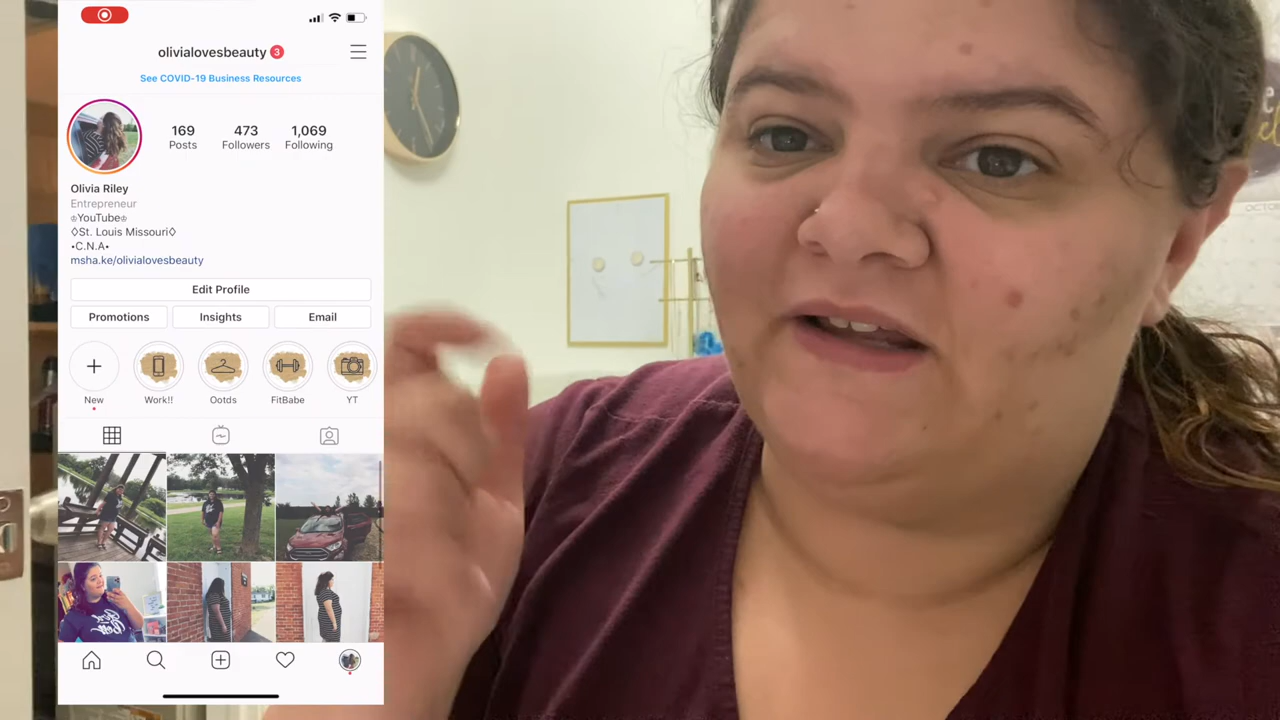 olivialovesbeauty 3
See COVID-19 Business Resources
169 473 1,069
Posts Followers Following
Olivia Riley
Entrepreneur
♔YouTube♔
◊St. Louis Missouri◊
•C.N.A•
msha.ke/olivialovesbeauty
Edit Profile
Promotions Insights Email
New Work!! Ootds FitBabe YT